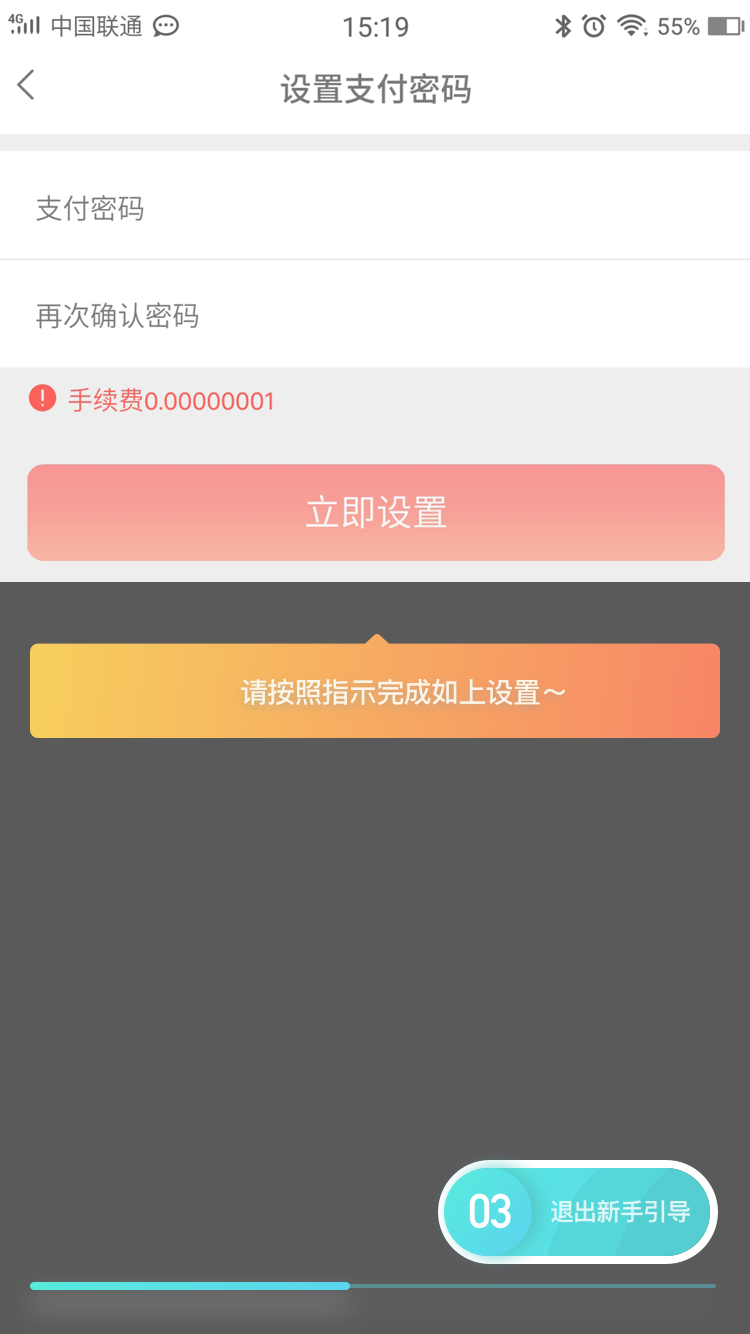 4G 中国联通 15:19 55%
设置支付密码
支付密码
再次确认密码
手续费0.00000001
立即设置
请按照指示完成如上设置～
03 退出新手引导